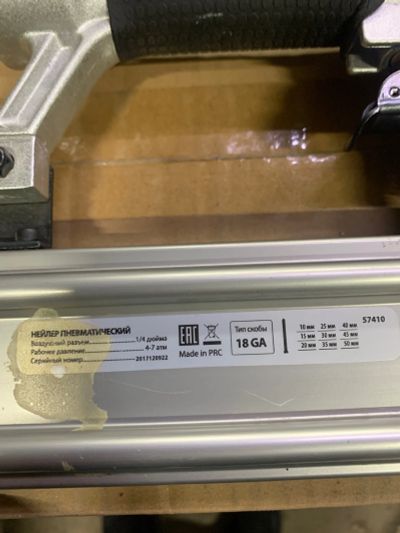 НЕЙЛЕР ПНЕВМАТИЧЕСКИЙ
Воздушный разъем 1/4 дюйма
Рабочее давление 4-7 атм
Серийный номер 2017120922
EAC
Made in PRC
Тип скобы
18 GA
57410
10 мм 25 мм 40 мм
15 мм 30 мм 45 мм
20 мм 35 мм 50 мм